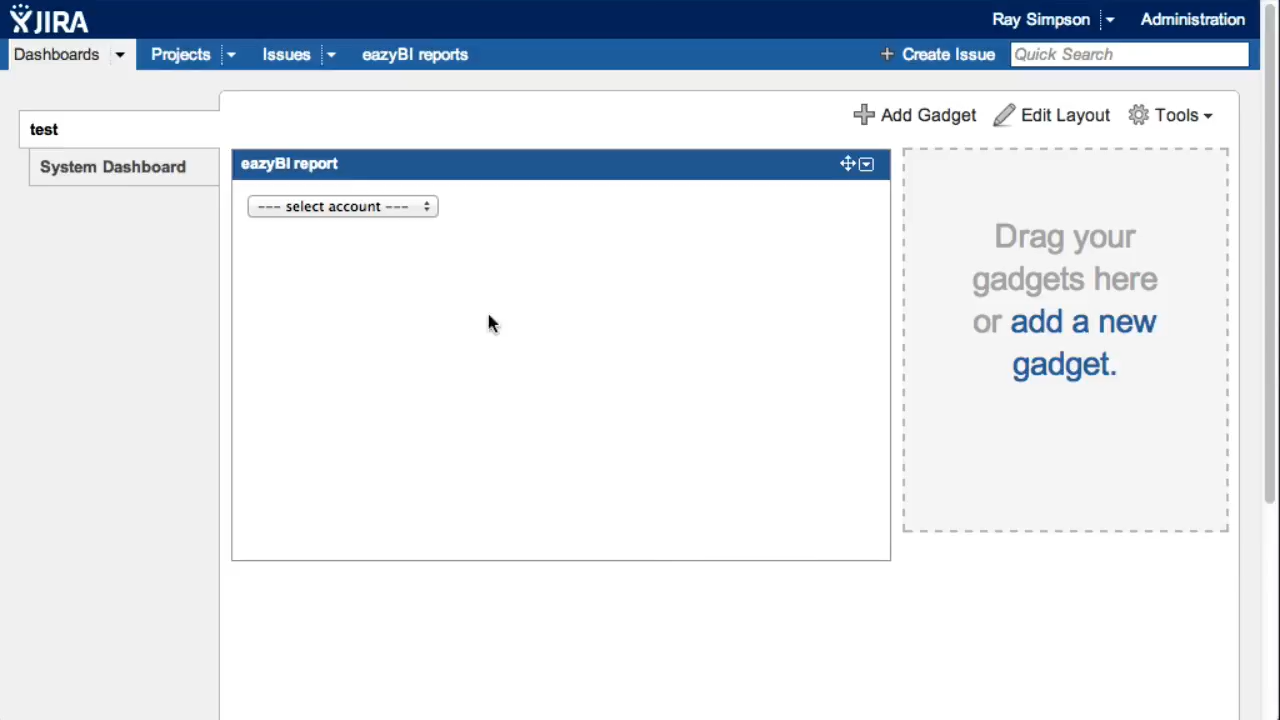 JIRA
Ray Simpson
Administration
Dashboards
Projects
Issues
eazyBI reports
+ Create Issue
Quick Search
test
System Dashboard
Add Gadget
Edit Layout
Tools
eazyBI report
--- select account ---
Drag your
gadgets here
or add a new
gadget.